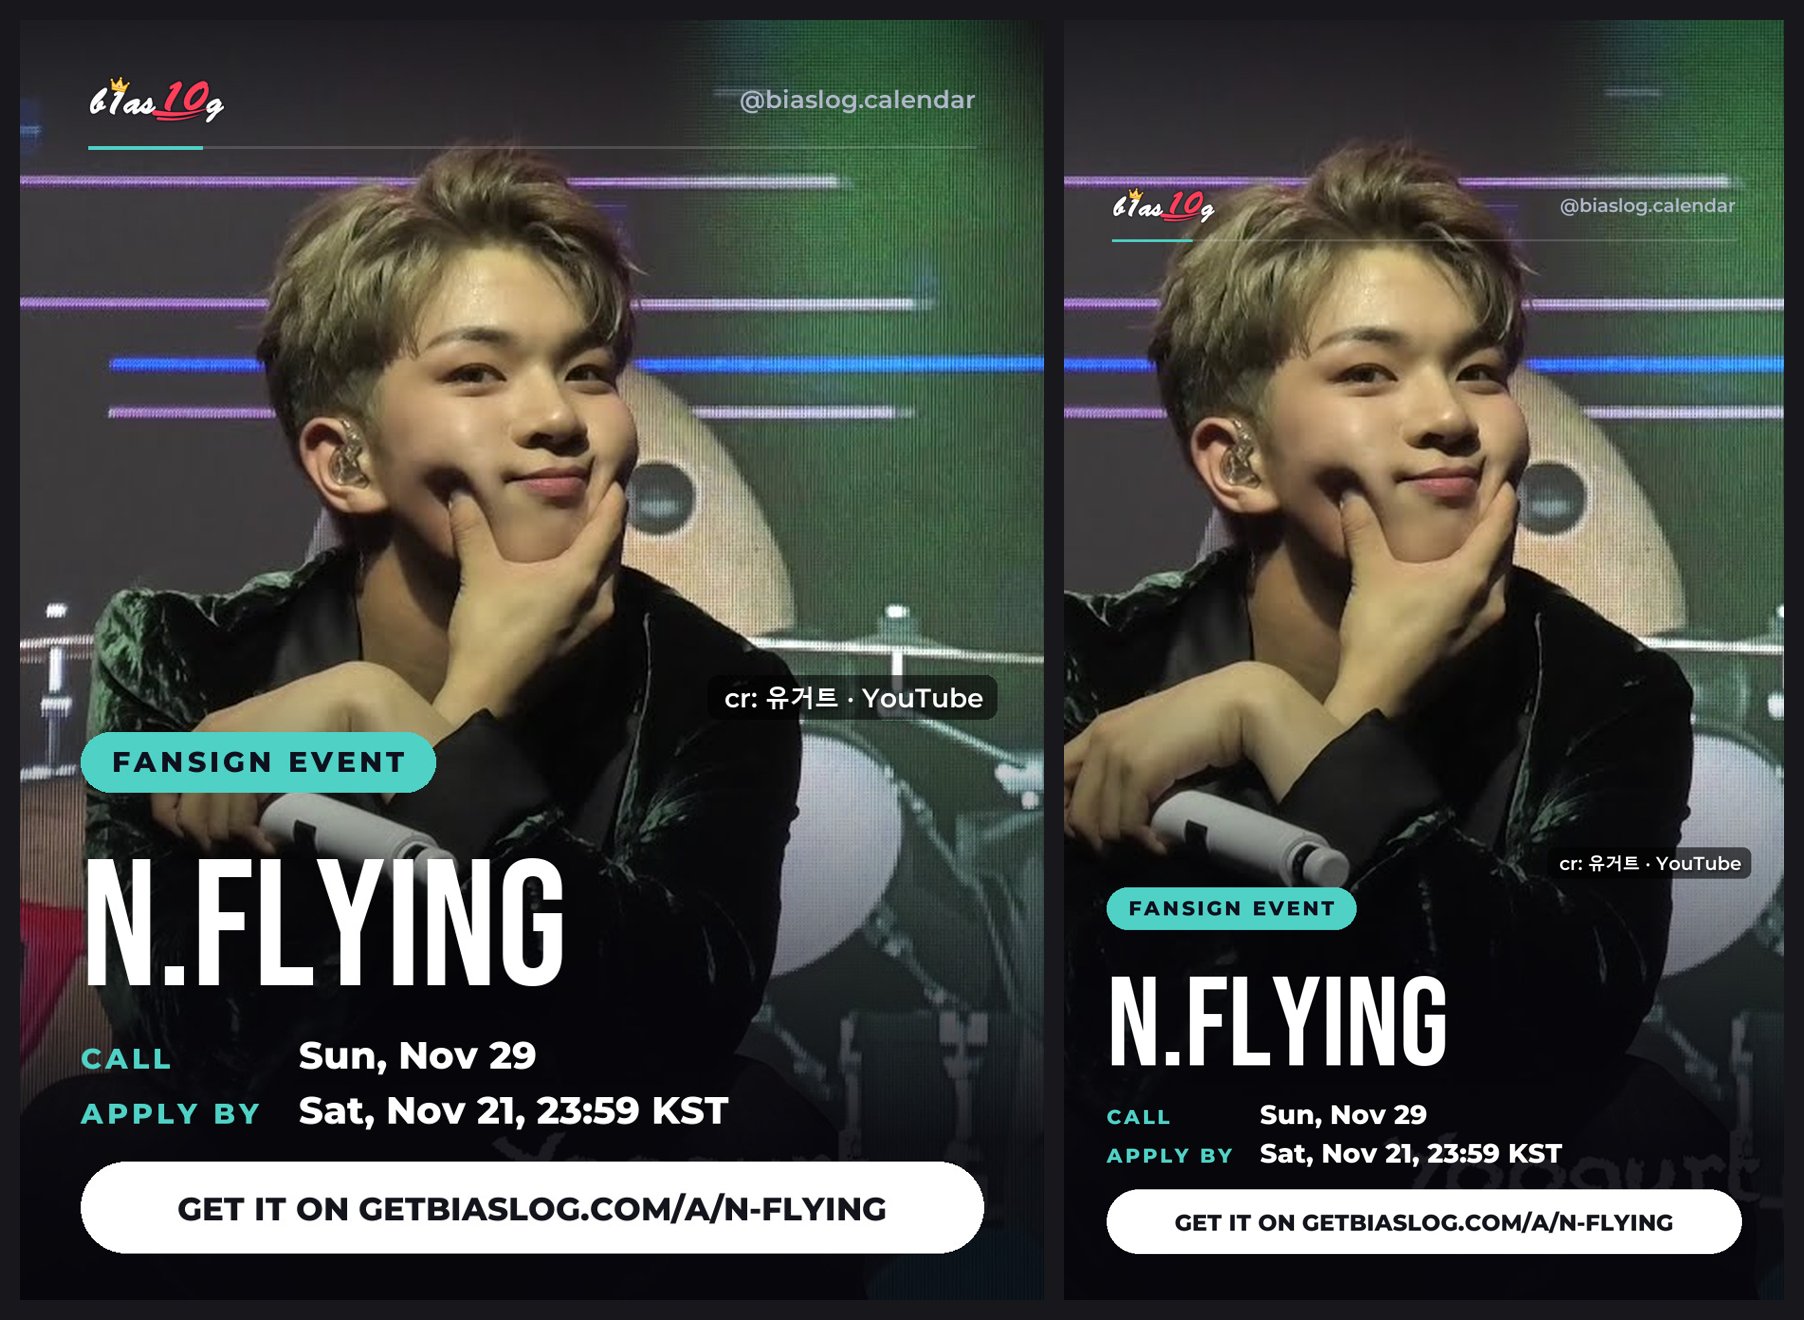 b1as10g
@biaslog.calendar
cr: 유거트 · YouTube
FANSIGN EVENT
N.FLYING
CALL Sun, Nov 29
APPLY BY Sat, Nov 21, 23:59 KST
GET IT ON GETBIASLOG.COM/A/N-FLYING
b1as10g
@biaslog.calendar
cr: 유거트 · YouTube
FANSIGN EVENT
N.FLYING
CALL Sun, Nov 29
APPLY BY Sat, Nov 21, 23:59 KST
Yoogurt
GET IT ON GETBIASLOG.COM/A/N-FLYING